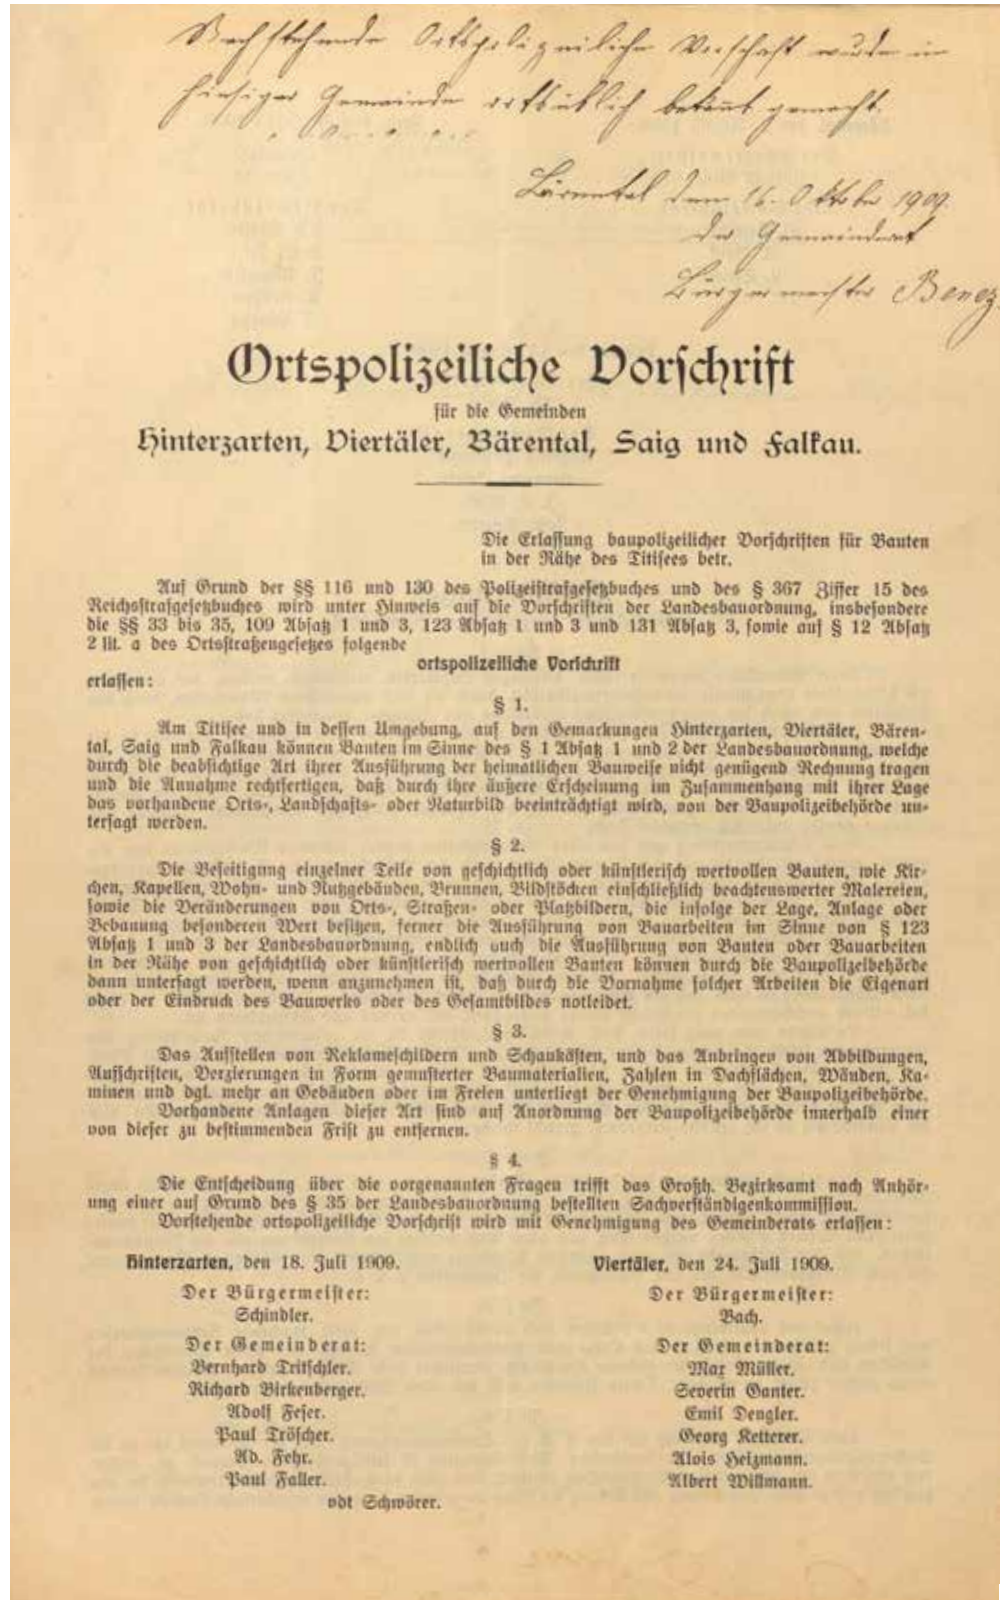 Nachstehende Ortspolizeiliche Vorschaft wurde in
hiesiger Gemeinde ortsüblich bekant gemacht.
Bärental den 16. Oktober 1909
der Gemeinderat
Bürgermeister
Ortspolizeiliche Vorschrift
für die Gemeinden
Hinterzarten, Viertäler, Bärental, Saig und Falkau.
Die Erlassung baupolizeilicher Vorschriften für Bauten
in der Nähe des Titisees betr.
Auf Grund der §§ 116 und 130 des Polizeistrafgesetzbuches und des § 367 Ziffer 15 des
Reichsstrafgesetzbuches wird unter Hinweis auf die Vorschriften der Landesbauordnung, insbesondere
die §§ 33 bis 35, 109 Absatz 1 und 3, 123 Absatz 1 und 3 und 131 Absatz 3, sowie auf § 12 Absatz
2 lit. a des Ortsstraßengesetzes folgende
ortspolizeiliche Vorschrift
erlassen:
§ 1.
Am Titisee und in dessen Umgebung, auf den Gemarkungen Hinterzarten, Viertäler, Bären-
tal, Saig und Falkau können Bauten im Sinne des § 1 Absatz 1 und 2 der Landesbauordnung, welche
durch die beabsichtige Art ihrer Ausführung der heimatlichen Bauweise nicht genügend Rechnung tragen
und die Annahme rechtfertigen, daß durch ihre äußere Erscheinung im Zusammenhang mit ihrer Lage
das vorhandene Orts-, Landschafts- oder Naturbild beeinträchtigt wird, von der Baupolizeibehörde un-
tersagt werden.
§ 2.
Die Beseitigung einzelner Teile von geschichtlich oder künstlerisch wertvollen Bauten, wie Kir-
chen, Kapellen, Wohn- und Nutzgebäuden, Brunnen, Bildstöcken einschließlich beachtenswerter Malereien,
sowie die Veränderungen von Orts-, Straßen- oder Platzbildern, die infolge der Lage, Anlage oder
Bebauung besonderen Wert besitzen, ferner die Ausführung von Bauarbeiten im Sinne von § 123
Absatz 1 und 3 der Landesbauordnung, endlich auch die Ausführung von Bauten oder Bauarbeiten
in der Nähe von geschichtlich oder künstlerisch wertvollen Bauten können durch die Baupolizeibehörde
dann untersagt werden, wenn anzunehmen ist, daß durch die Vornahme solcher Arbeiten die Eigenart
oder der Eindruck des Bauwerks oder des Gesamtbildes notleidet.
§ 3.
Das Aufstellen von Reklameschildern und Schaukästen, und das Anbringen von Abbildungen,
Aufschriften, Verzierungen in Form gemusterter Baumaterialien, Zahlen in Dachflächen, Wänden, Ka-
minen und dgl. mehr an Gebäuden oder im Freien unterliegt der Genehmigung der Baupolizeibehörde.
Vorhandene Anlagen dieser Art sind auf Anordnung der Baupolizeibehörde innerhalb einer
von dieser zu bestimmenden Frist zu entfernen.
§ 4.
Die Entscheidung über die vorgenannten Fragen trifft das Großh. Bezirksamt nach Anhör-
ung einer auf Grund des § 35 der Landesbauordnung bestellten Sachverständigenkommission.
Vorstehende ortspolizeiliche Vorschrift wird mit Genehmigung des Gemeinderats erlassen:
Hinterzarten, den 18. Juli 1909.
Der Bürgermeister:
Schindler.
Der Gemeinderat:
Bernhard Tritschler.
Richard Birkenberger.
Adolf Feser.
Paul Tröscher.
Ad. Fehr.
Paul Faller.
vdt Schwörer.
Viertäler, den 24. Juli 1909.
Der Bürgermeister:
Bach.
Der Gemeinderat:
Max Müller.
Severin Ganter.
Emil Dengler.
Georg Ketterer.
Alois Heizmann.
Albert Willmann.